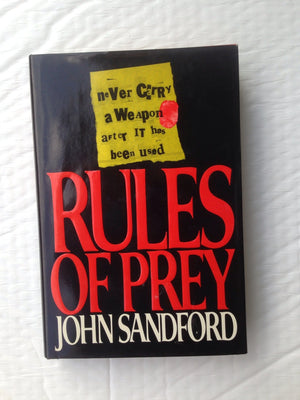 never CaRRy
a Weapon
after IT has
been used
RULES
OF PREY
JOHN SANDFORD